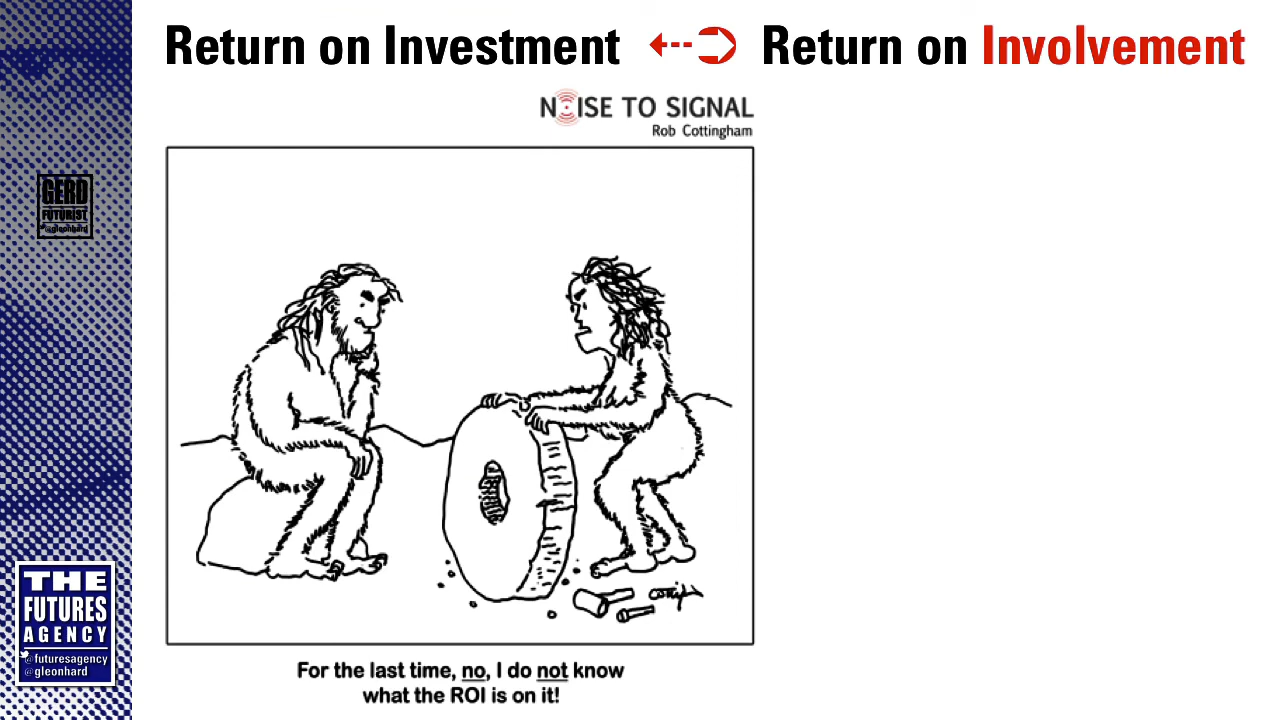 Return on Investment Return on Involvement
NOISE TO SIGNAL
Rob Cottingham
GERD
FUTURIST
@gleonhard
THE
FUTURES
AGENCY
@futuresagency
@gleonhard
For the last time, no, I do not know
what the ROI is on it!